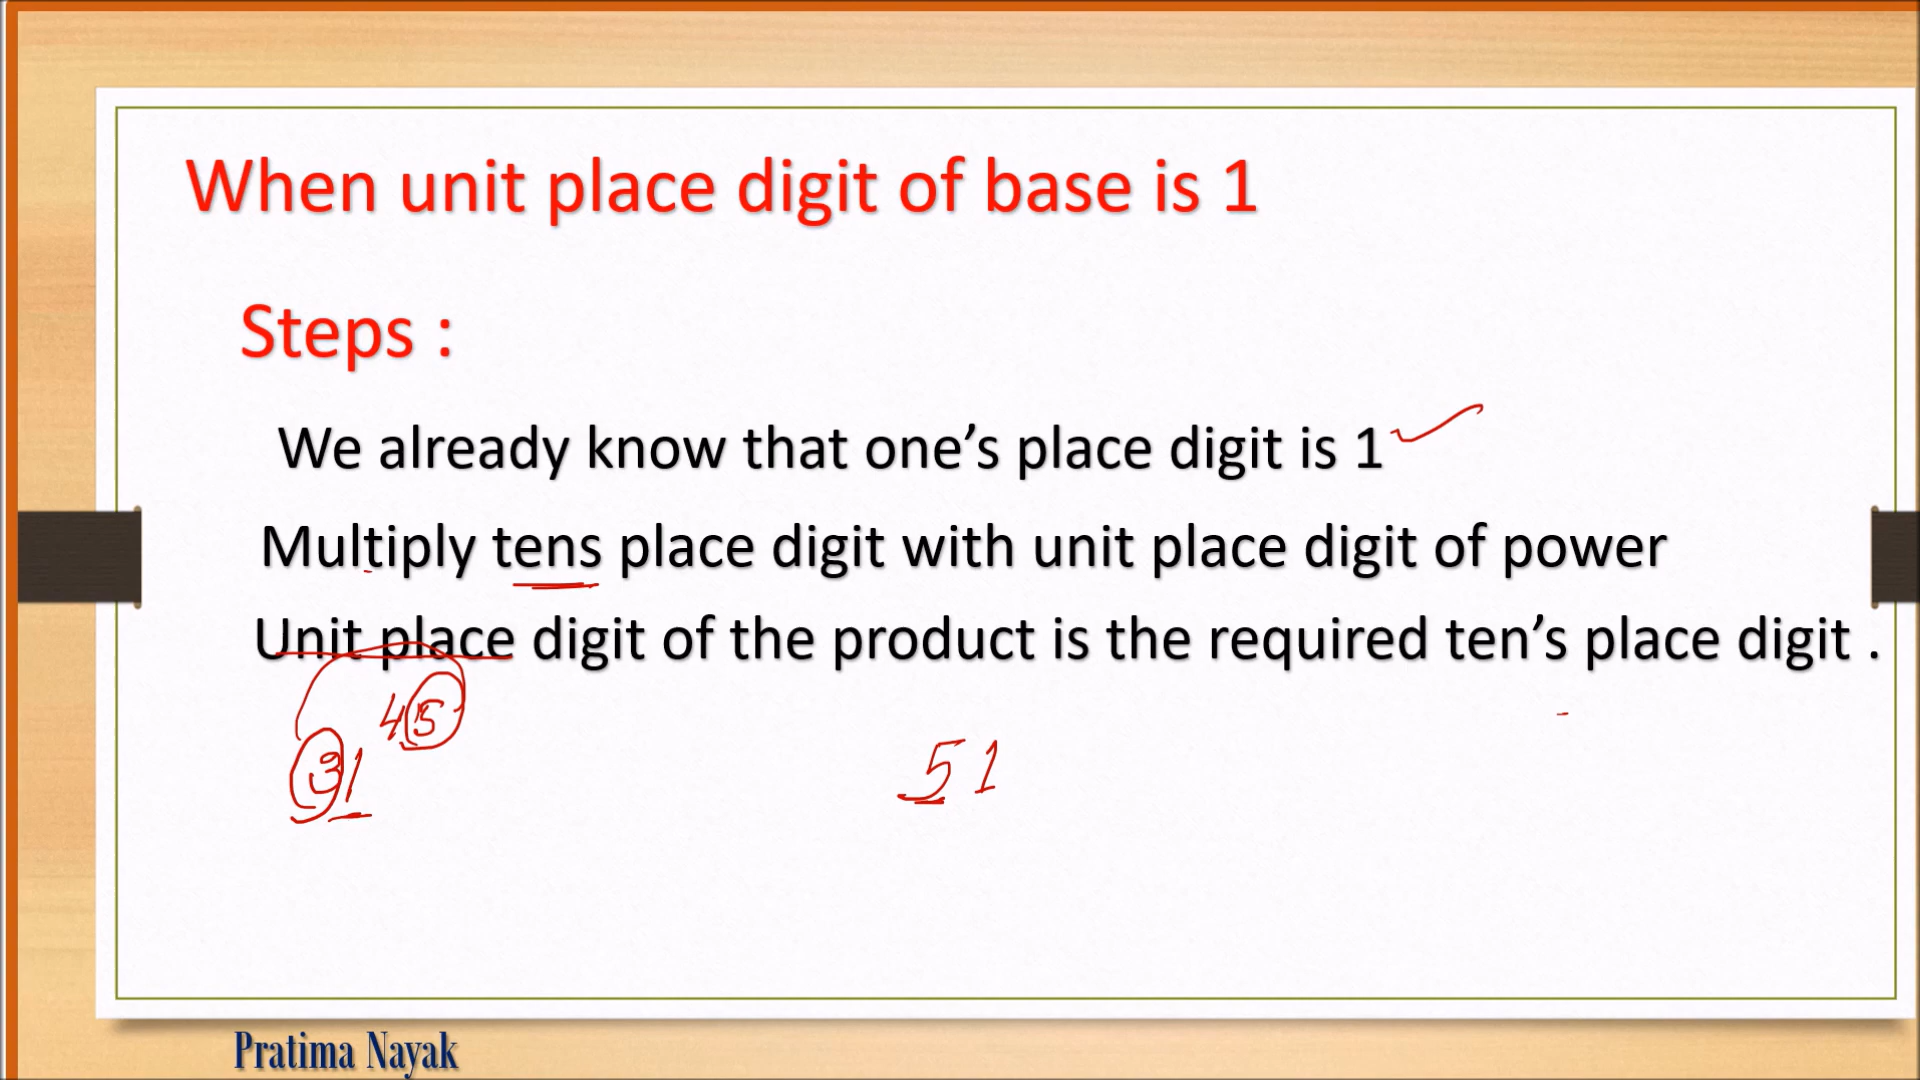 When unit place digit of base is 1
Steps :
We already know that one’s place digit is 1
Multiply tens place digit with unit place digit of power
Unit place digit of the product is the required ten’s place digit .
45
31
51
Pratima Nayak